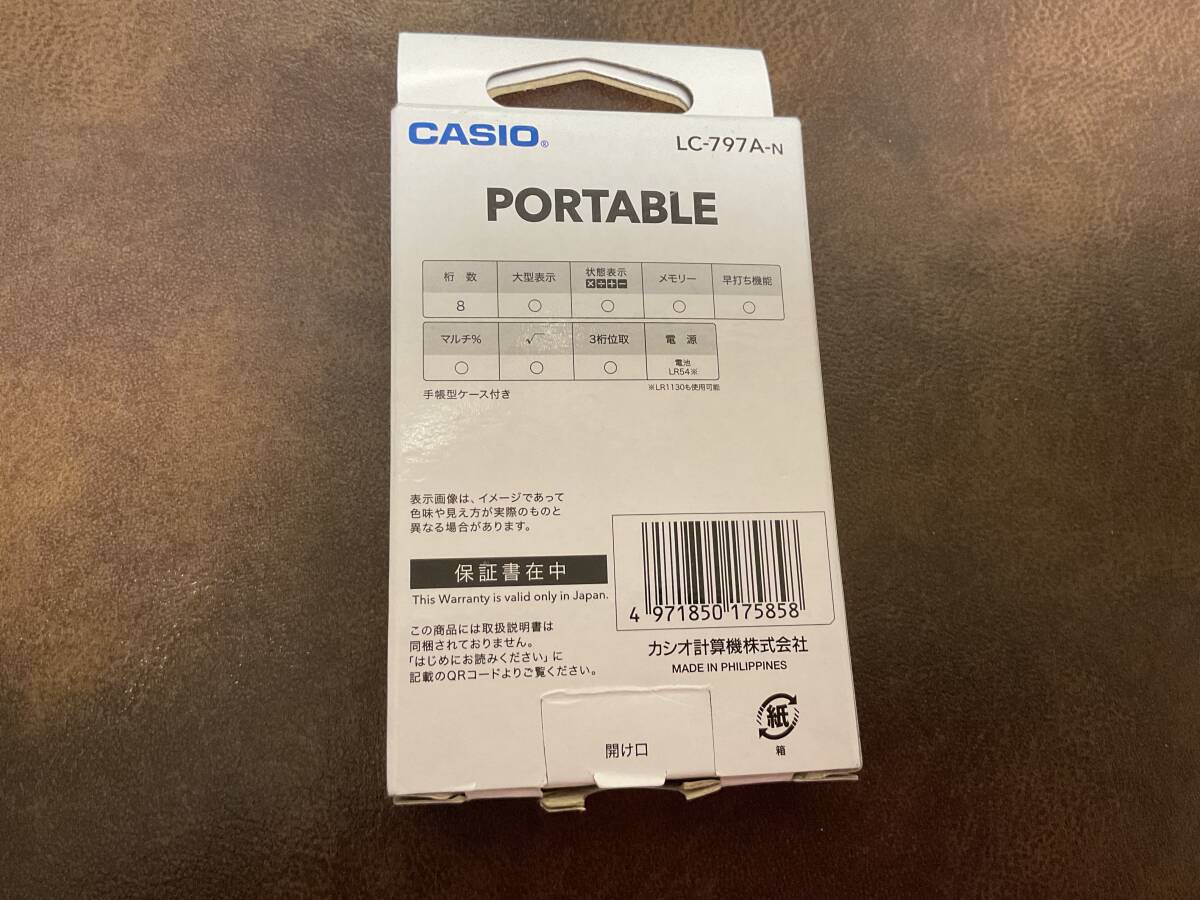 CASIO®
LC-797A-N
PORTABLE
桁 数 大型表示 状態表示 メモリー 早打ち機能
×÷+−
8 ○ ○ ○ ○
マルチ% √ 3桁位取 電 源
○ ○ ○ 電池
LR54※
手帳型ケース付き
※LR1130も使用可能
表示画像は、イメージであって
色味や見え方が実際のものと
異なる場合があります。
保証書在中
This Warranty is valid only in Japan.
この商品には取扱説明書は
同梱されておりません。
「はじめにお読みください」に
記載のQRコードよりご覧ください。
4 971850 175858
カシオ計算機株式会社
MADE IN PHILIPPINES
紙
箱
開け口